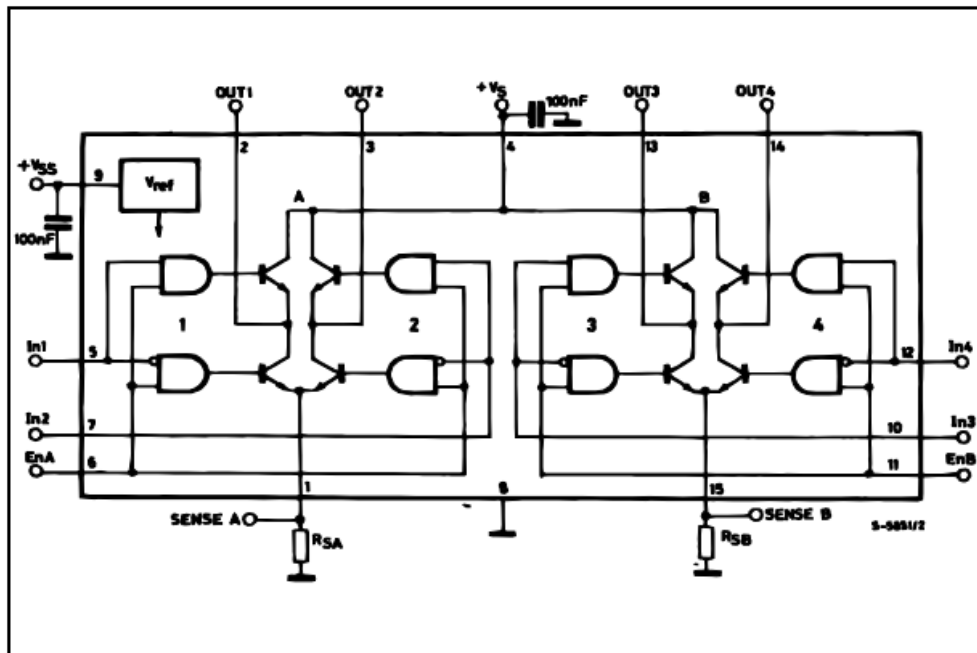 OUT1 OUT2 +VS 100nF OUT3 OUT4
2 3 4 13 14
+VSS 9 Vref A B
100nF
1 2 3 4
In1 5 12 In4
In2 7 10 In3
EnA 6 11 EnB
1 8 15
SENSE A SENSE B
RSA RSB S-5851/2